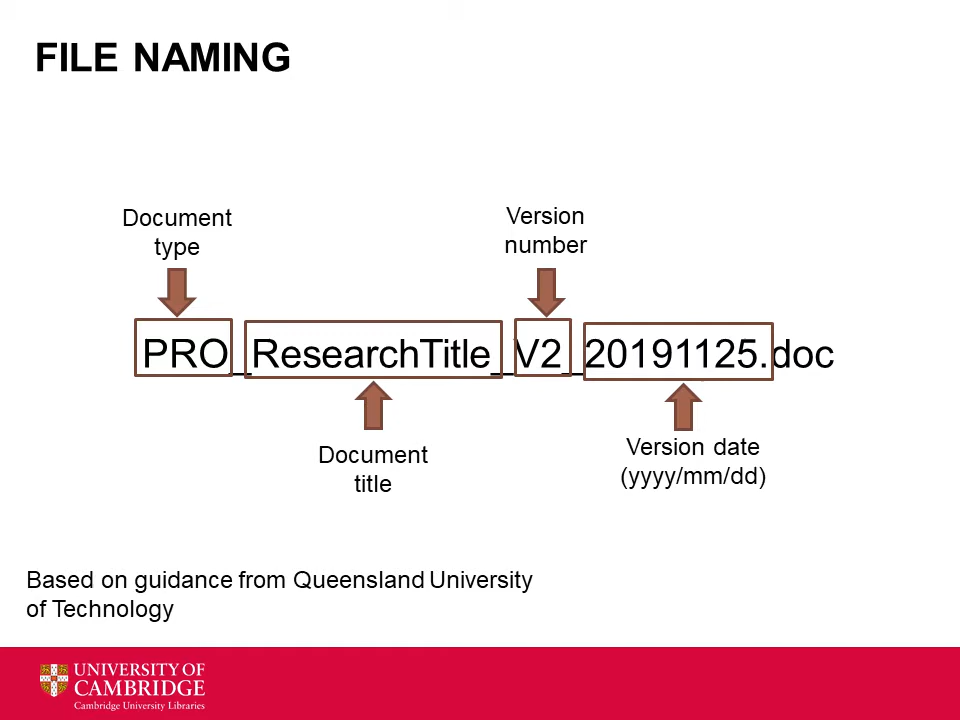 FILE NAMING
Document
type
Version
number
PRO_ResearchTitle_V2_20191125.doc
Document
title
Version date
(yyyy/mm/dd)
Based on guidance from Queensland University
of Technology
UNIVERSITY OF
CAMBRIDGE
Cambridge University Libraries